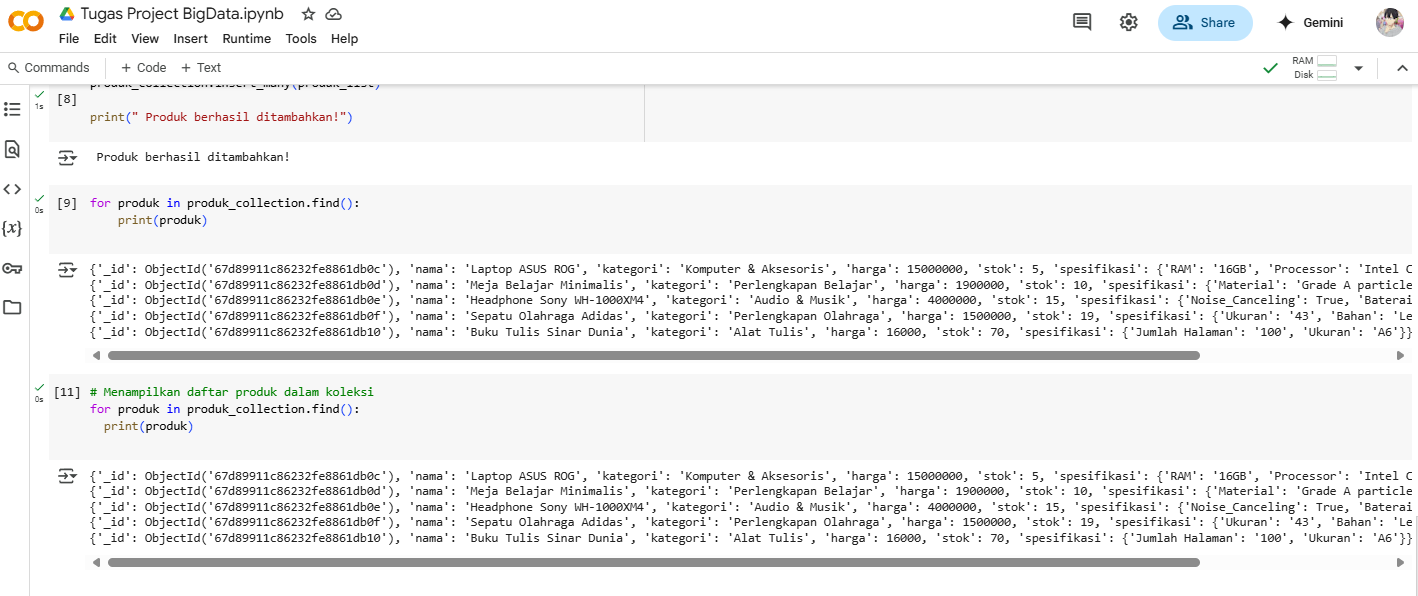 Tugas Project BigData.ipynb
File Edit View Insert Runtime Tools Help
Share
Gemini
Commands + Code + Text
RAM
Disk
1s
[8]
produk_collection.insert_many(produk_list)
print(" Produk berhasil ditambahkan!")
Produk berhasil ditambahkan!
0s
[9] for produk in produk_collection.find():
print(produk)
{'_id': ObjectId('67d89911c86232fe8861db0c'), 'nama': 'Laptop ASUS ROG', 'kategori': 'Komputer & Aksesoris', 'harga': 15000000, 'stok': 5, 'spesifikasi': {'RAM': '16GB', 'Processor': 'Intel C
{'_id': ObjectId('67d89911c86232fe8861db0d'), 'nama': 'Meja Belajar Minimalis', 'kategori': 'Perlengkapan Belajar', 'harga': 1900000, 'stok': 10, 'spesifikasi': {'Material': 'Grade A particle
{'_id': ObjectId('67d89911c86232fe8861db0e'), 'nama': 'Headphone Sony WH-1000XM4', 'kategori': 'Audio & Musik', 'harga': 4000000, 'stok': 15, 'spesifikasi': {'Noise_Canceling': True, 'Baterai
{'_id': ObjectId('67d89911c86232fe8861db0f'), 'nama': 'Sepatu Olahraga Adidas', 'kategori': 'Perlengkapan Olahraga', 'harga': 1500000, 'stok': 19, 'spesifikasi': {'Ukuran': '43', 'Bahan': 'Le
{'_id': ObjectId('67d89911c86232fe8861db10'), 'nama': 'Buku Tulis Sinar Dunia', 'kategori': 'Alat Tulis', 'harga': 16000, 'stok': 70, 'spesifikasi': {'Jumlah Halaman': '100', 'Ukuran': 'A6'}}
0s
[11] # Menampilkan daftar produk dalam koleksi
for produk in produk_collection.find():
print(produk)
{'_id': ObjectId('67d89911c86232fe8861db0c'), 'nama': 'Laptop ASUS ROG', 'kategori': 'Komputer & Aksesoris', 'harga': 15000000, 'stok': 5, 'spesifikasi': {'RAM': '16GB', 'Processor': 'Intel C
{'_id': ObjectId('67d89911c86232fe8861db0d'), 'nama': 'Meja Belajar Minimalis', 'kategori': 'Perlengkapan Belajar', 'harga': 1900000, 'stok': 10, 'spesifikasi': {'Material': 'Grade A particle
{'_id': ObjectId('67d89911c86232fe8861db0e'), 'nama': 'Headphone Sony WH-1000XM4', 'kategori': 'Audio & Musik', 'harga': 4000000, 'stok': 15, 'spesifikasi': {'Noise_Canceling': True, 'Baterai
{'_id': ObjectId('67d89911c86232fe8861db0f'), 'nama': 'Sepatu Olahraga Adidas', 'kategori': 'Perlengkapan Olahraga', 'harga': 1500000, 'stok': 19, 'spesifikasi': {'Ukuran': '43', 'Bahan': 'Le
{'_id': ObjectId('67d89911c86232fe8861db10'), 'nama': 'Buku Tulis Sinar Dunia', 'kategori': 'Alat Tulis', 'harga': 16000, 'stok': 70, 'spesifikasi': {'Jumlah Halaman': '100', 'Ukuran': 'A6'}}